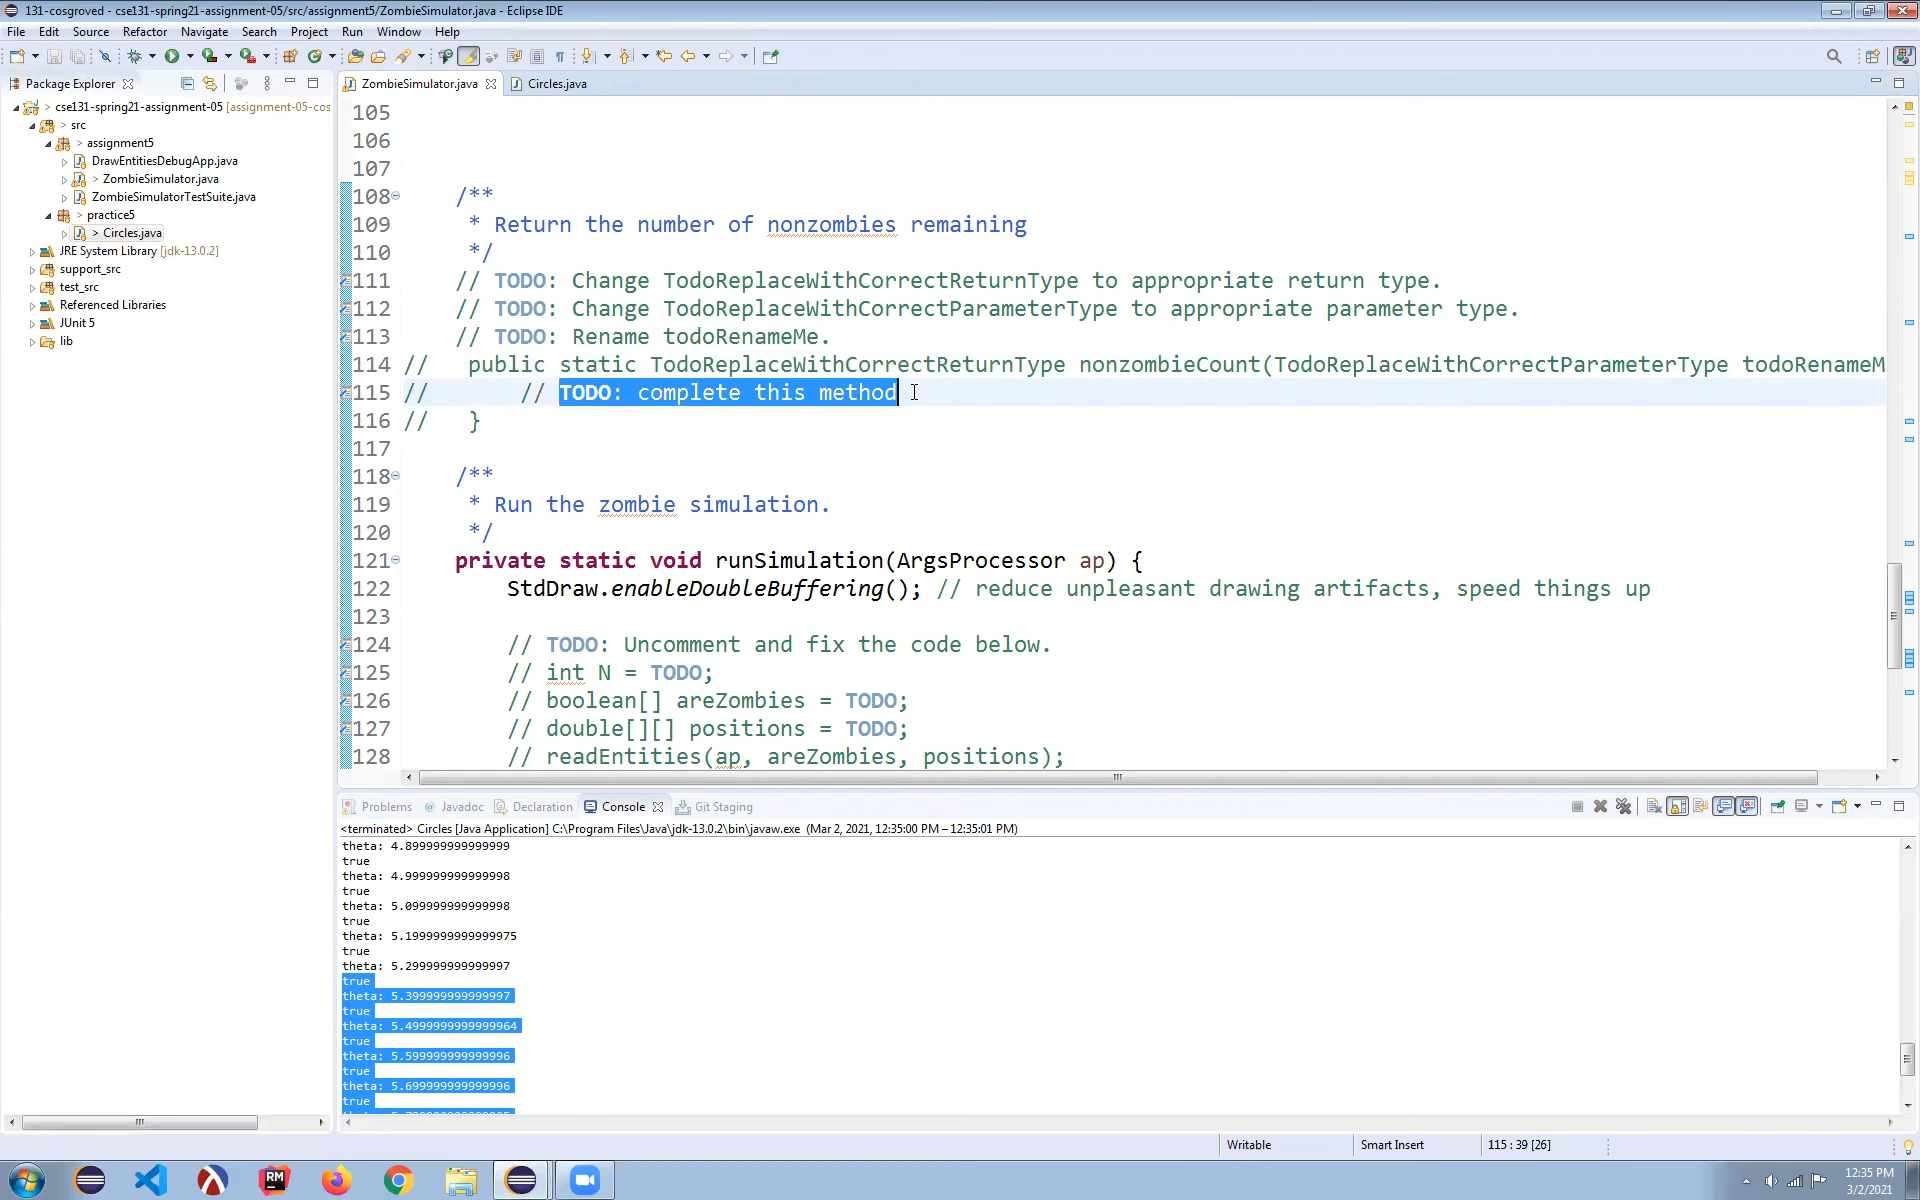 131-cosgroved - cse131-spring21-assignment-05/src/assignment5/ZombieSimulator.java - Eclipse IDE
File Edit Source Refactor Navigate Search Project Run Window Help
Package Explorer
cse131-spring21-assignment-05 [assignment-05-cos
> src
> assignment5
DrawEntitiesDebugApp.java
> ZombieSimulator.java
ZombieSimulatorTestSuite.java
> practice5
> Circles.java
JRE System Library [jdk-13.0.2]
support_src
test_src
Referenced Libraries
JUnit 5
lib
ZombieSimulator.java Circles.java
105
106
107
108 /**
109 * Return the number of nonzombies remaining
110 */
111 // TODO: Change TodoReplaceWithCorrectReturnType to appropriate return type.
112 // TODO: Change TodoReplaceWithCorrectParameterType to appropriate parameter type.
113 // TODO: Rename todoRenameMe.
114 // public static TodoReplaceWithCorrectReturnType nonzombieCount(TodoReplaceWithCorrectParameterType todoRenameM
115 // // TODO: complete this method
116 // }
117
118 /**
119 * Run the zombie simulation.
120 */
121 private static void runSimulation(ArgsProcessor ap) {
122 StdDraw.enableDoubleBuffering(); // reduce unpleasant drawing artifacts, speed things up
123
124 // TODO: Uncomment and fix the code below.
125 // int N = TODO;
126 // boolean[] areZombies = TODO;
127 // double[][] positions = TODO;
128 // readEntities(ap, areZombies, positions);
Problems Javadoc Declaration Console Git Staging
<terminated> Circles [Java Application] C:\Program Files\Java\jdk-13.0.2\bin\javaw.exe (Mar 2, 2021, 12:35:00 PM – 12:35:01 PM)
theta: 4.899999999999999
true
theta: 4.999999999999998
true
theta: 5.099999999999998
true
theta: 5.1999999999999975
true
theta: 5.299999999999997
true
theta: 5.399999999999997
true
theta: 5.4999999999999964
true
theta: 5.599999999999996
true
theta: 5.699999999999996
true
Writable Smart Insert 115 : 39 [26]
RM
12:35 PM
3/2/2021